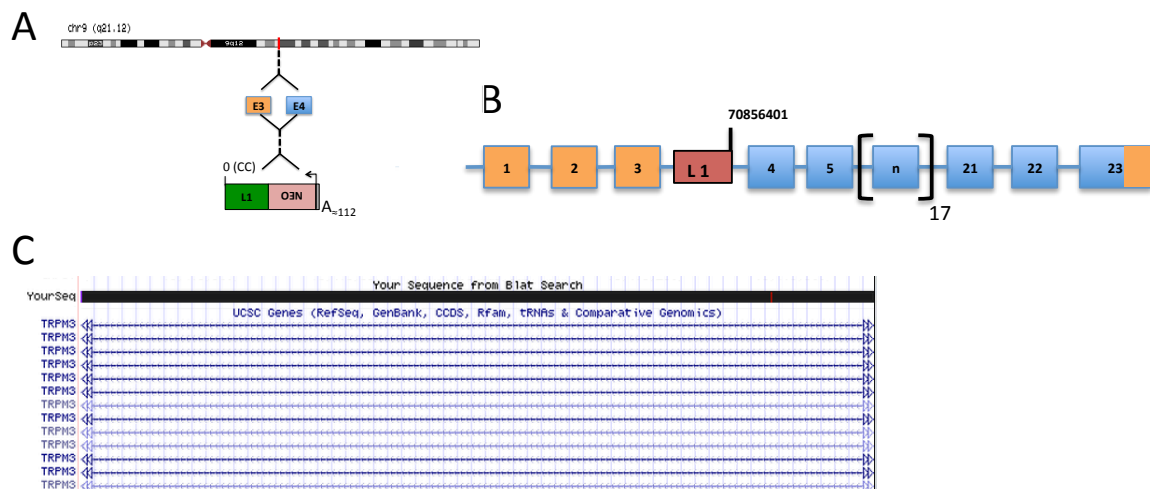 A
chr9 (q21.12)
p23
9q12
E3 E4
0 (CC)
L1 NEO
A≈112
B
70856401
1 2 3 L 1 4 5 n 21 22 23
17
C
Your Sequence from Blat Search
YourSeq
UCSC Genes (RefSeq, GenBank, CCDS, Rfam, tRNAs & Comparative Genomics)
TRPM3
TRPM3
TRPM3
TRPM3
TRPM3
TRPM3
TRPM3
TRPM3
TRPM3
TRPM3
TRPM3
TRPM3
TRPM3